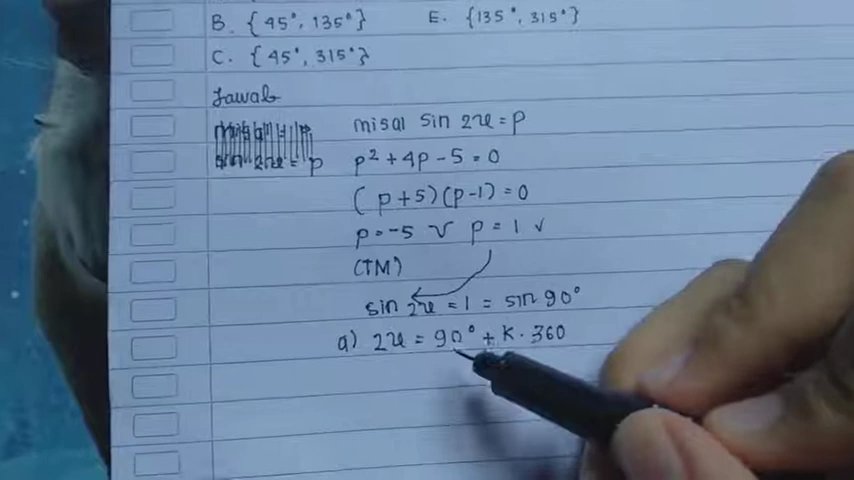 B. {45°, 135°} E. {135°, 315°}
C. {45°, 315°}
Jawab
misal sin 2x = p
p² + 4p - 5 = 0
(p+5)(p-1) = 0
p = -5 ∨ p = 1 √
(TM)
sin 2x = 1 = sin 90°
a) 2x = 90° + k · 360